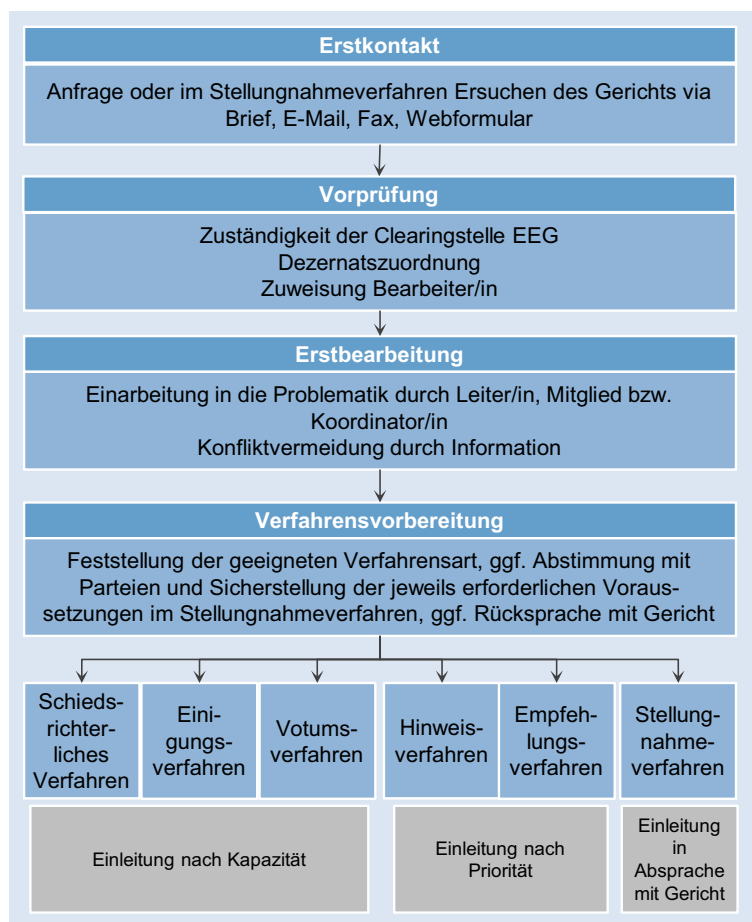 Erstkontakt
Anfrage oder im Stellungnahmeverfahren Ersuchen des Gerichts via
Brief, E-Mail, Fax, Webformular
Vorprüfung
Zuständigkeit der Clearingstelle EEG
Dezernatszuordnung
Zuweisung Bearbeiter/in
Erstbearbeitung
Einarbeitung in die Problematik durch Leiter/in, Mitglied bzw.
Koordinator/in
Konfliktvermeidung durch Information
Verfahrensvorbereitung
Feststellung der geeigneten Verfahrensart, ggf. Abstimmung mit
Parteien und Sicherstellung der jeweils erforderlichen Voraus-
setzungen im Stellungnahmeverfahren, ggf. Rücksprache mit Gericht
Schieds-
richter-
liches
Verfahren
Eini-
gungs-
verfahren
Votums-
verfahren
Hinweis-
verfahren
Empfeh-
lungs-
verfahren
Stellung-
nahme-
verfahren
Einleitung nach Kapazität
Einleitung nach
Priorität
Einleitung
in
Absprache
mit Gericht